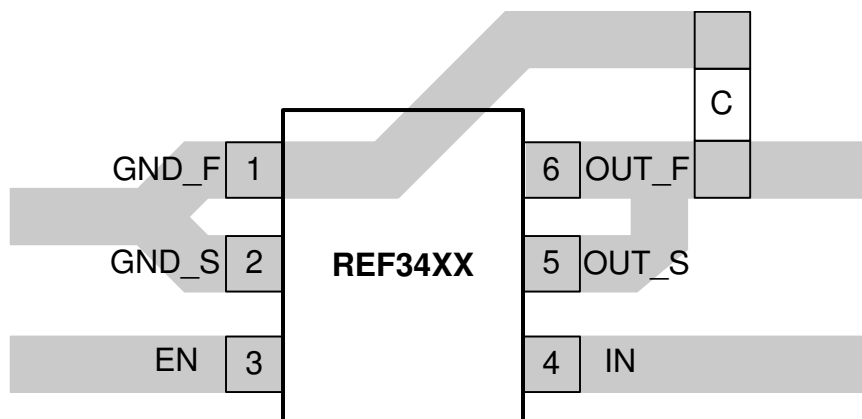 C
GND_F 1 6 OUT_F
GND_S 2 REF34XX 5 OUT_S
EN 3 4 IN